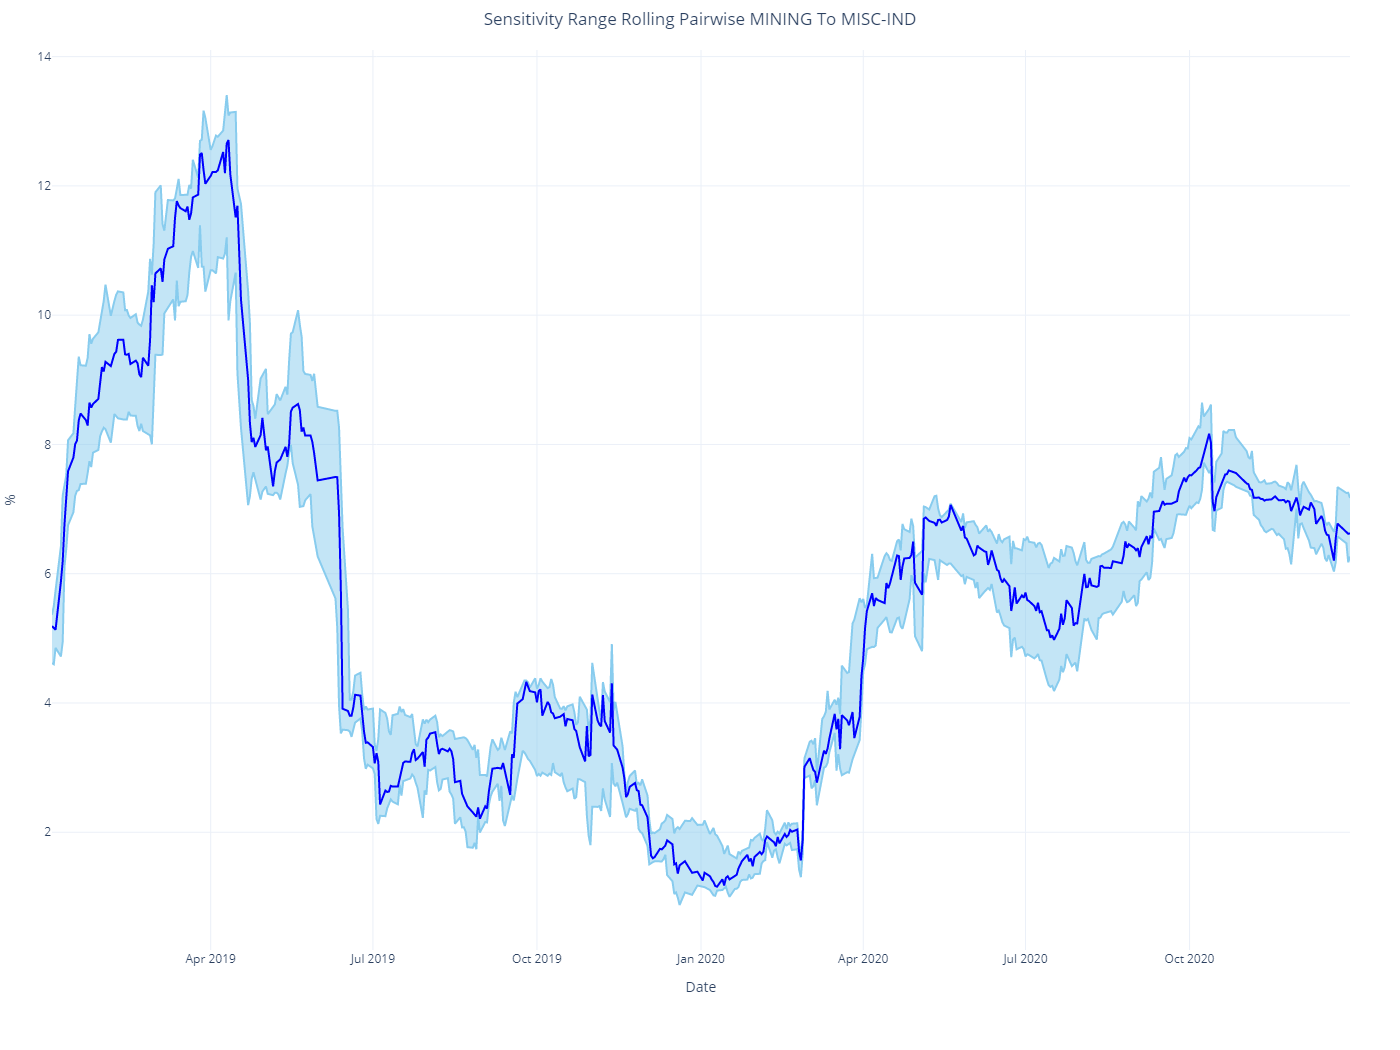 Sensitivity Range Rolling Pairwise MINING To MISC-IND
14
12
10
8
6
4
2
%
Apr 2019
Jul 2019
Oct 2019
Jan 2020
Apr 2020
Jul 2020
Oct 2020
Date